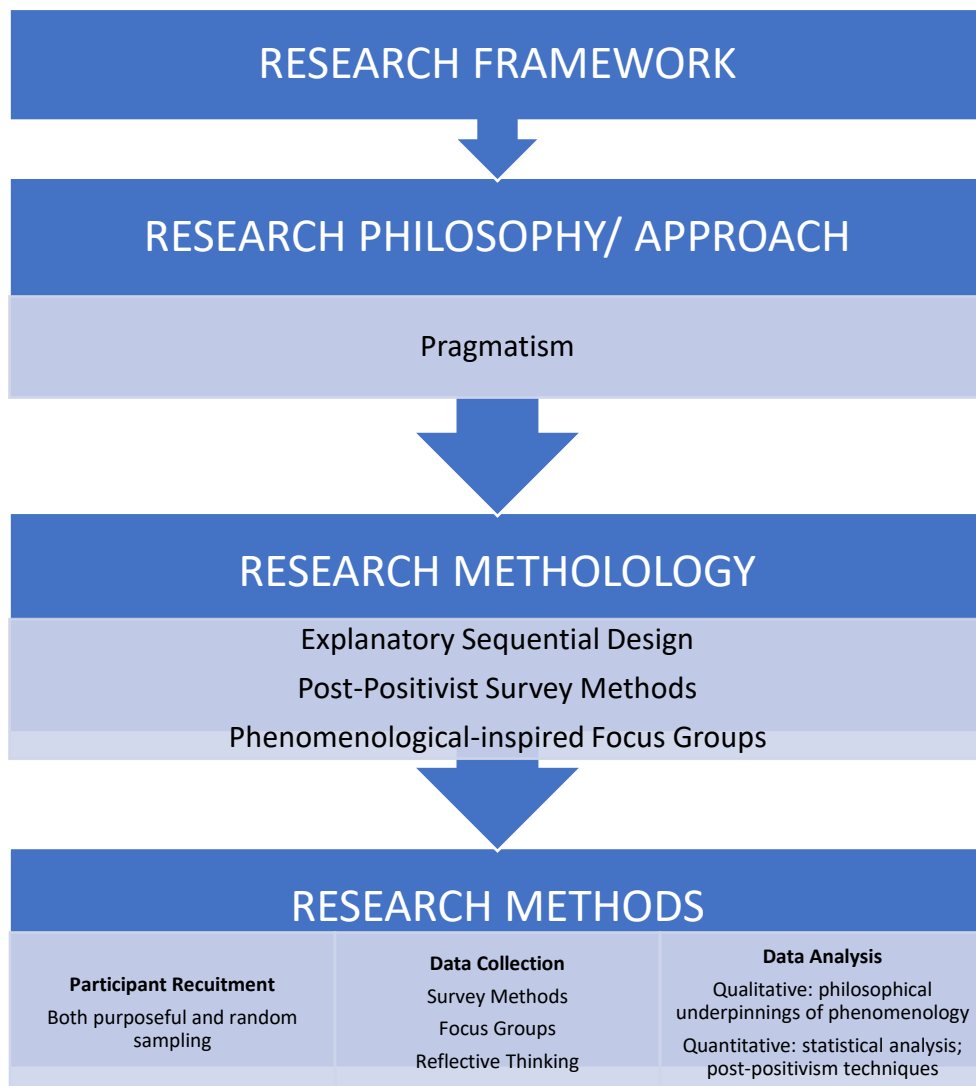 RESEARCH FRAMEWORK
RESEARCH PHILOSOPHY/ APPROACH
Pragmatism
RESEARCH METHOLOLOGY
Explanatory Sequential Design
Post-Positivist Survey Methods
Phenomenological-inspired Focus Groups
RESEARCH METHODS
Participant Recuitment
Both purposeful and random
sampling
Data Collection
Survey Methods
Focus Groups
Reflective Thinking
Data Analysis
Qualitative: philosophical
underpinnings of phenomenology
Quantitative: statistical analysis;
post-positivism techniques